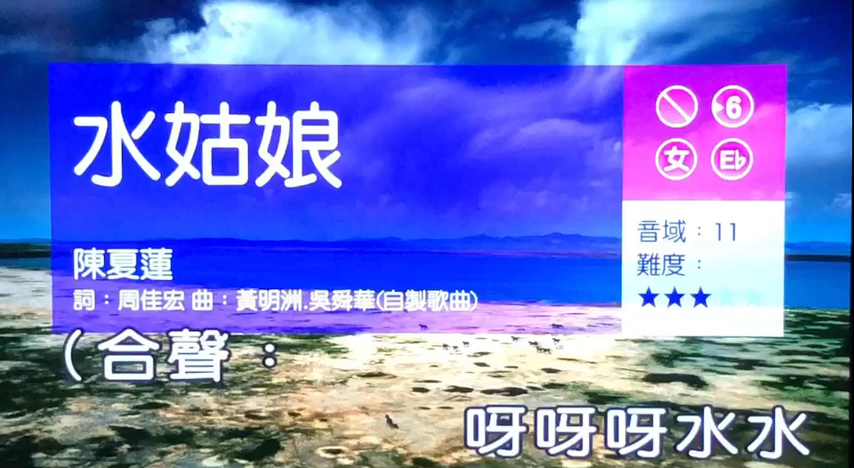 水姑娘
6
女 E♭
陳夏蓮
詞：周佳宏 曲：黃明洲.吳舜華(自製歌曲)
音域：11
難度：
(合聲：
呀呀呀水水